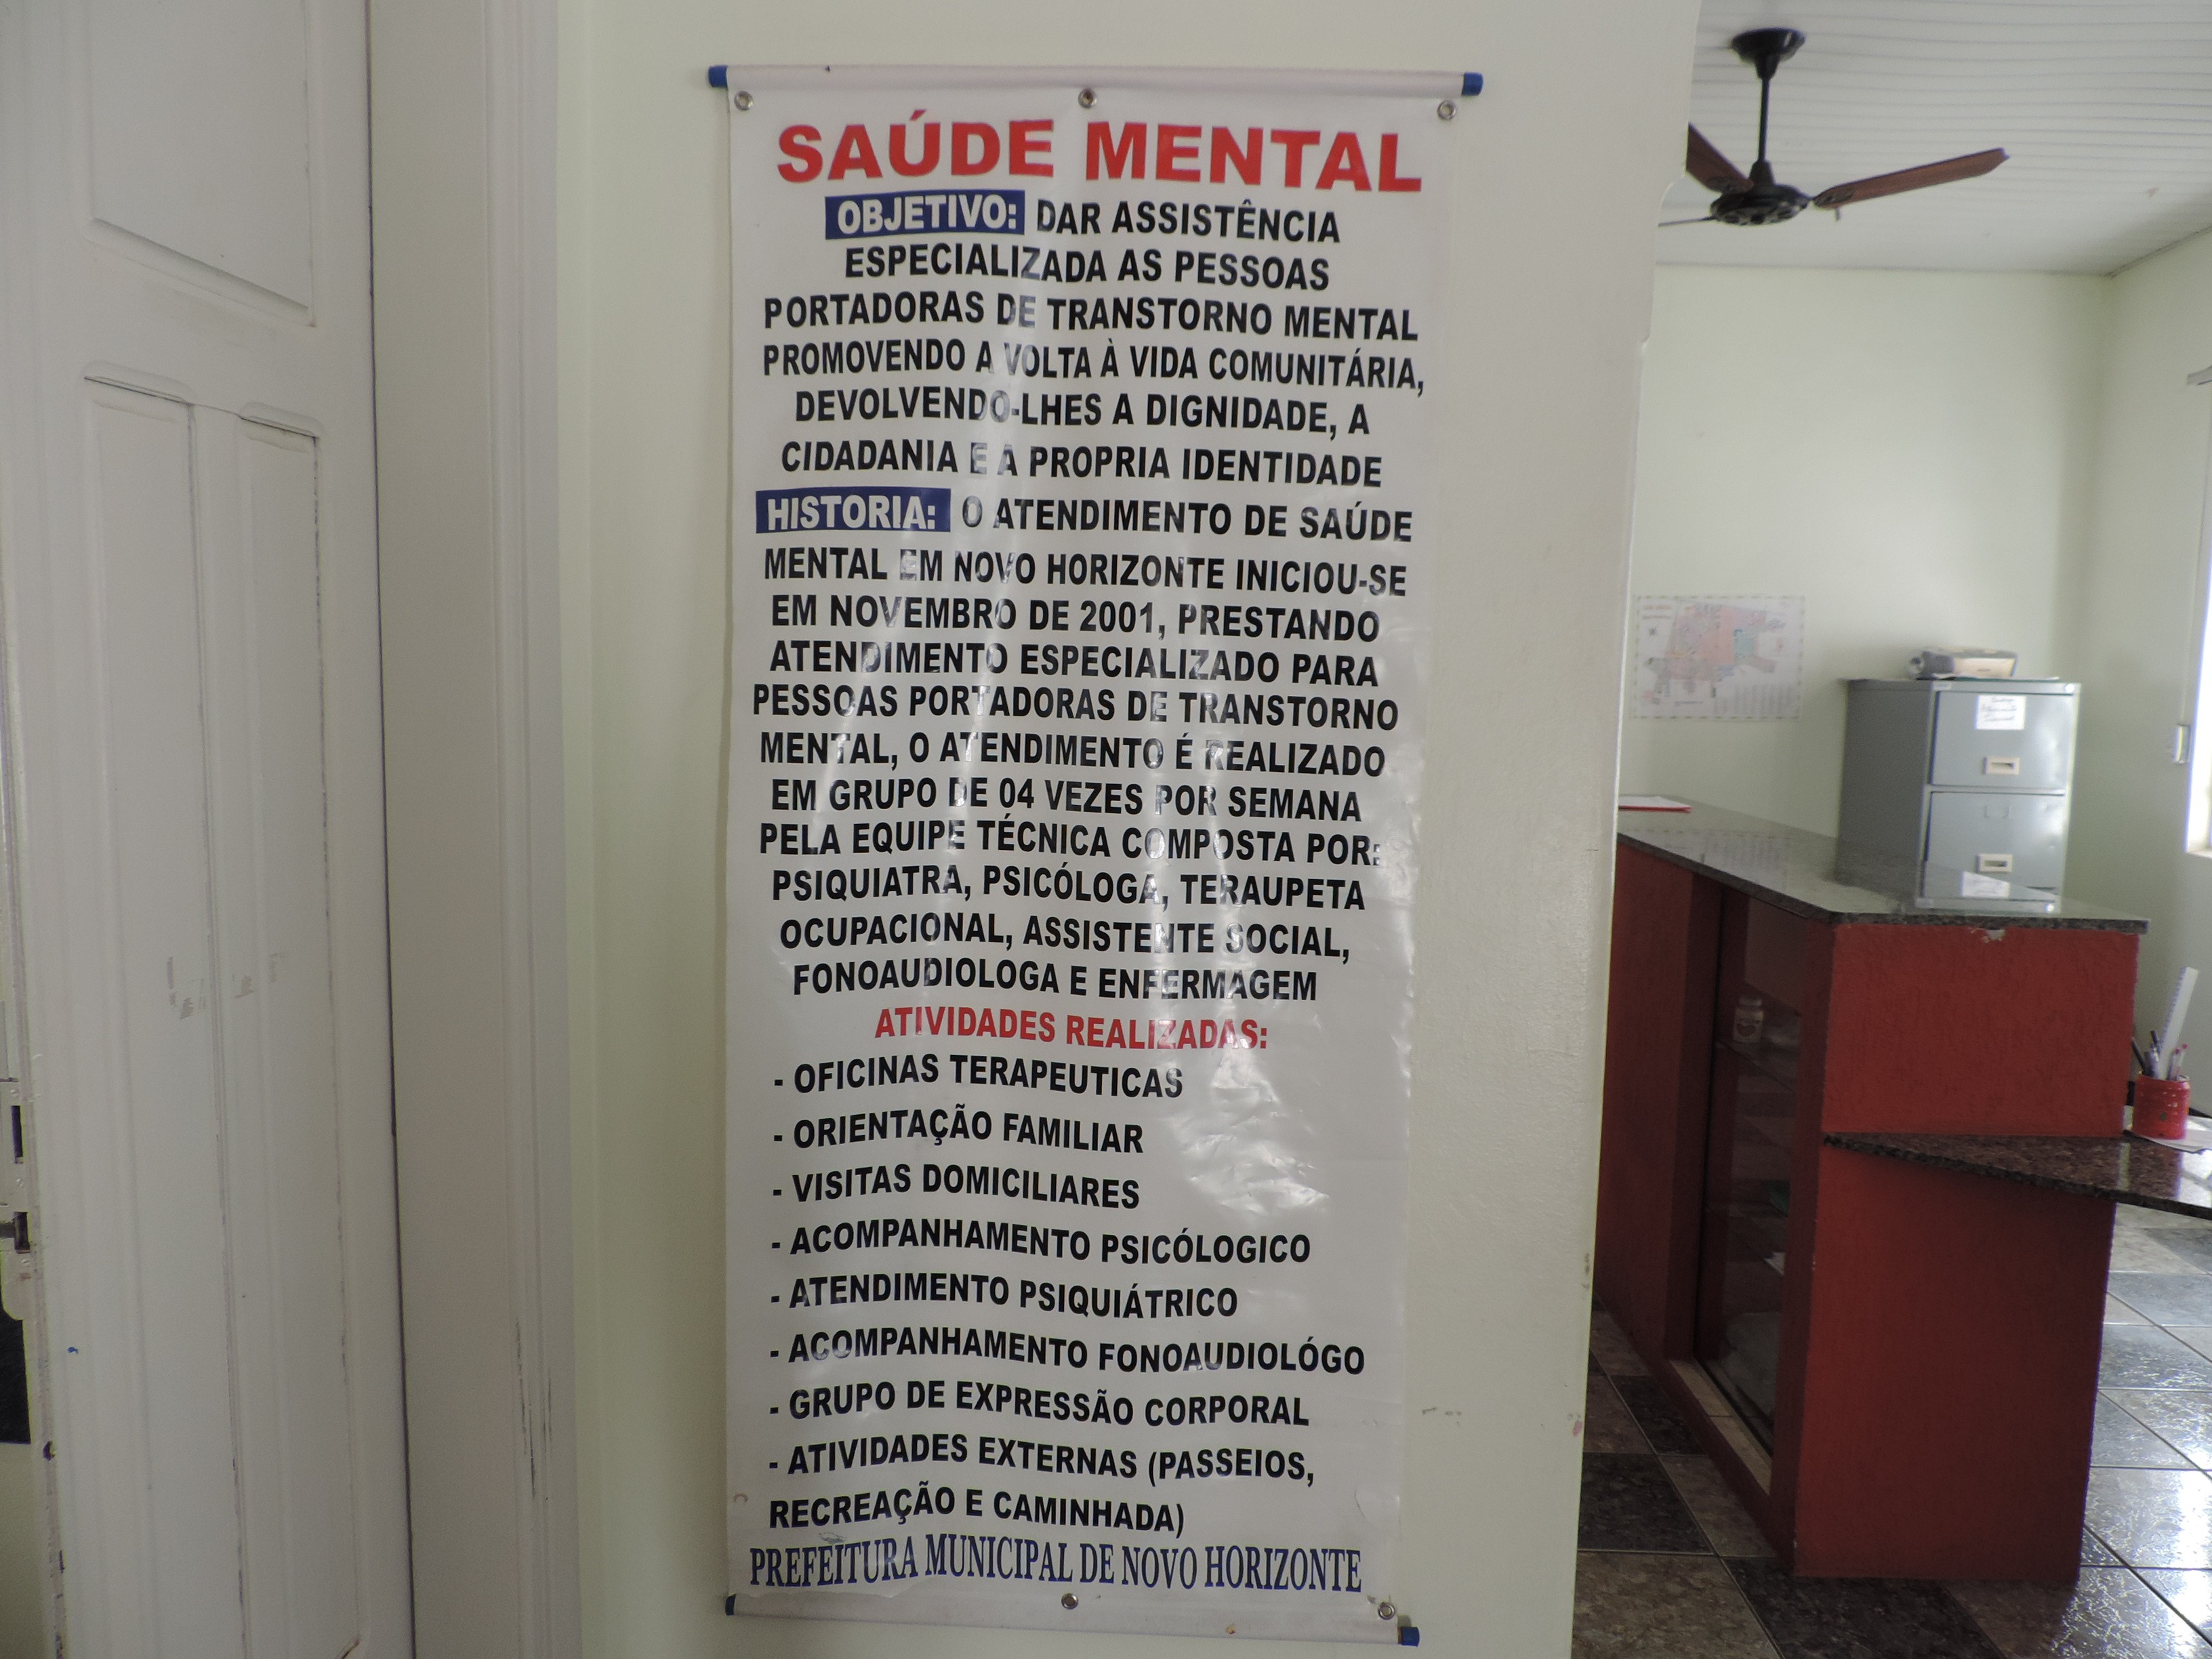 SAÚDE MENTAL
OBJETIVO: DAR ASSISTÊNCIA
ESPECIALIZADA AS PESSOAS
PORTADORAS DE TRANSTORNO MENTAL
PROMOVENDO A VOLTA À VIDA COMUNITÁRIA,
DEVOLVENDO-LHES A DIGNIDADE, A
CIDADANIA E A PROPRIA IDENTIDADE
HISTORIA: O ATENDIMENTO DE SAÚDE
MENTAL EM NOVO HORIZONTE INICIOU-SE
EM NOVEMBRO DE 2001, PRESTANDO
ATENDIMENTO ESPECIALIZADO PARA
PESSOAS PORTADORAS DE TRANSTORNO
MENTAL, O ATENDIMENTO É REALIZADO
EM GRUPO DE 04 VEZES POR SEMANA
PELA EQUIPE TÉCNICA COMPOSTA POR:
PSIQUIATRA, PSICÓLOGA, TERAUPETA
OCUPACIONAL, ASSISTENTE SOCIAL,
FONOAUDIOLOGA E ENFERMAGEM
ATIVIDADES REALIZADAS:
- OFICINAS TERAPEUTICAS
- ORIENTAÇÃO FAMILIAR
- VISITAS DOMICILIARES
- ACOMPANHAMENTO PSICÓLOGICO
- ATENDIMENTO PSIQUIÁTRICO
- ACOMPANHAMENTO FONOAUDIOLÓGO
- GRUPO DE EXPRESSÃO CORPORAL
- ATIVIDADES EXTERNAS (PASSEIOS,
RECREAÇÃO E CAMINHADA)
PREFEITURA MUNICIPAL DE NOVO HORIZONTE